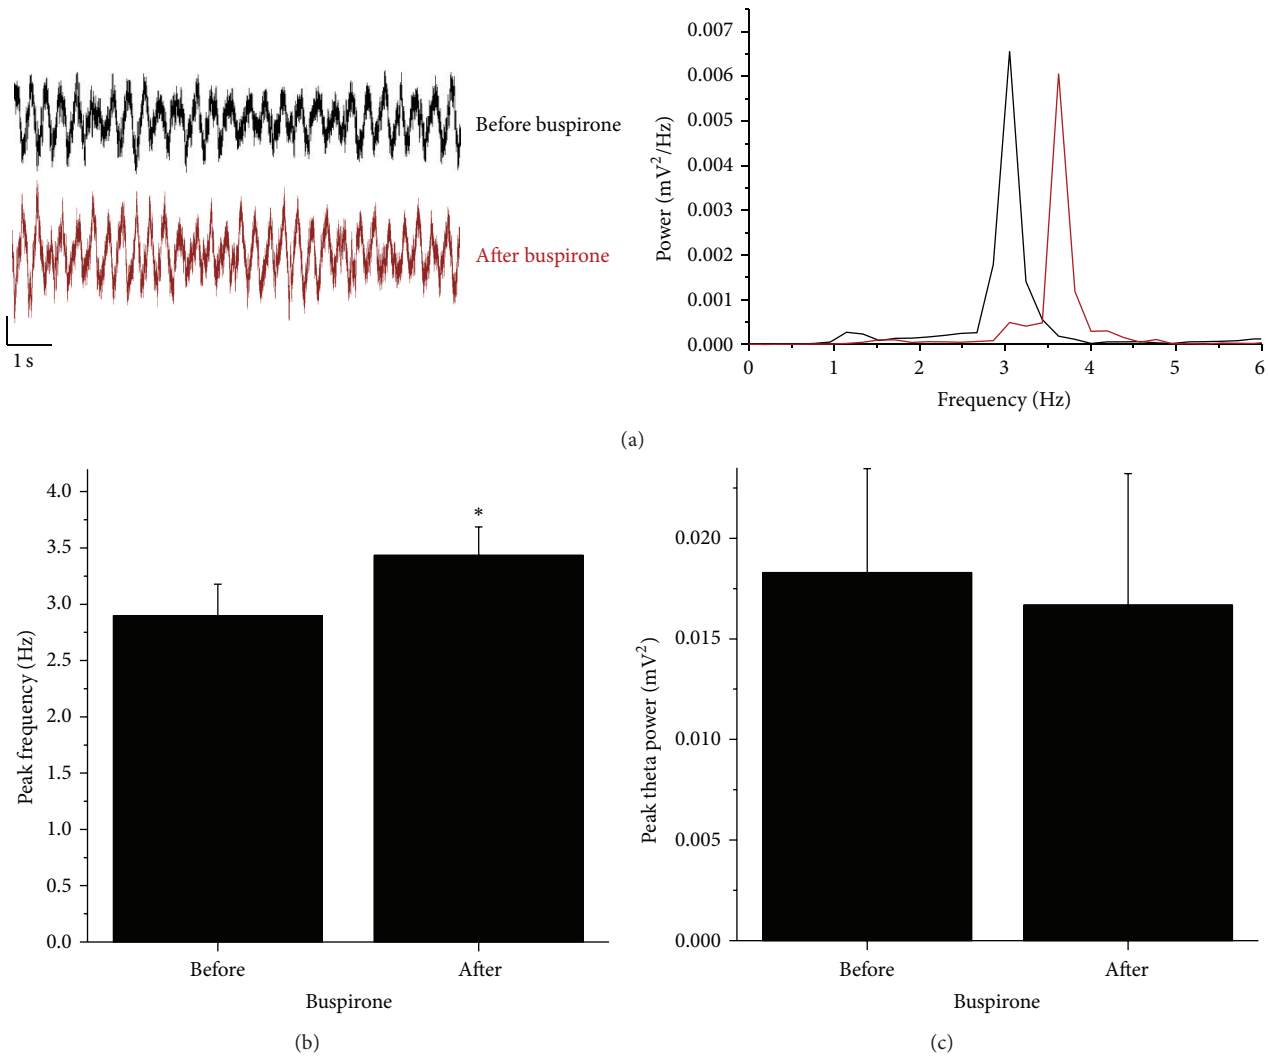 Before buspirone
After buspirone
1 s
0.007
0.006
0.005
0.004
0.003
0.002
0.001
0.000
Power (mV²/Hz)
0 1 2 3 4 5 6
Frequency (Hz)
(a)
4.0
3.5
3.0
2.5
2.0
1.5
1.0
0.5
0.0
Peak frequency (Hz)
*
Before After
Buspirone
(b)
0.020
0.015
0.010
0.005
0.000
Peak theta power (mV²)
Before After
Buspirone
(c)